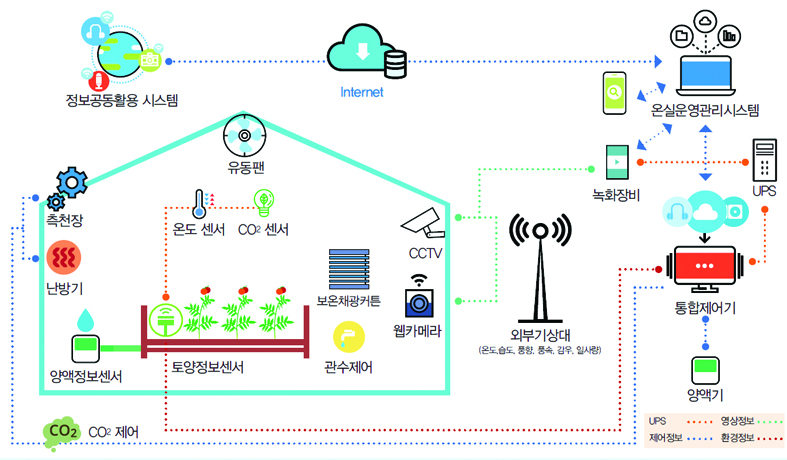 정보공동활용 시스템
Internet
온실운영관리시스템
유동팬
녹화장비
UPS
측천장
온도 센서
CO² 센서
CCTV
난방기
보온채광커튼
웹카메라
통합제어기
외부기상대
(온도,습도, 풍향, 풍속, 감우, 일사량)
양액정보센서
토양정보센서
관수제어
양액기
CO2
CO² 제어
UPS
영상정보
제어정보
환경정보